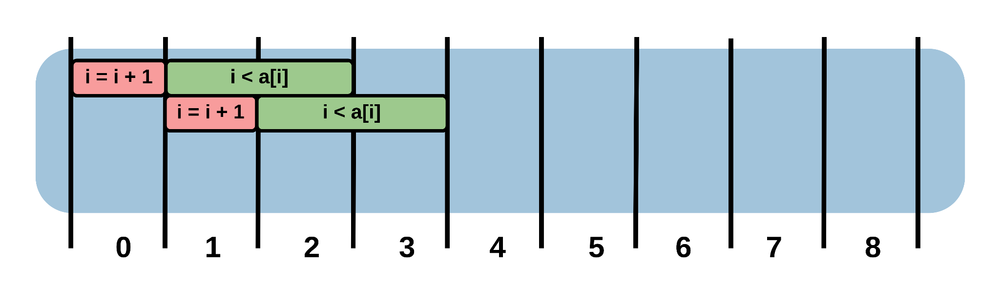 i = i + 1 i < a[i]
i = i + 1 i < a[i]
0 1 2 3 4 5 6 7 8